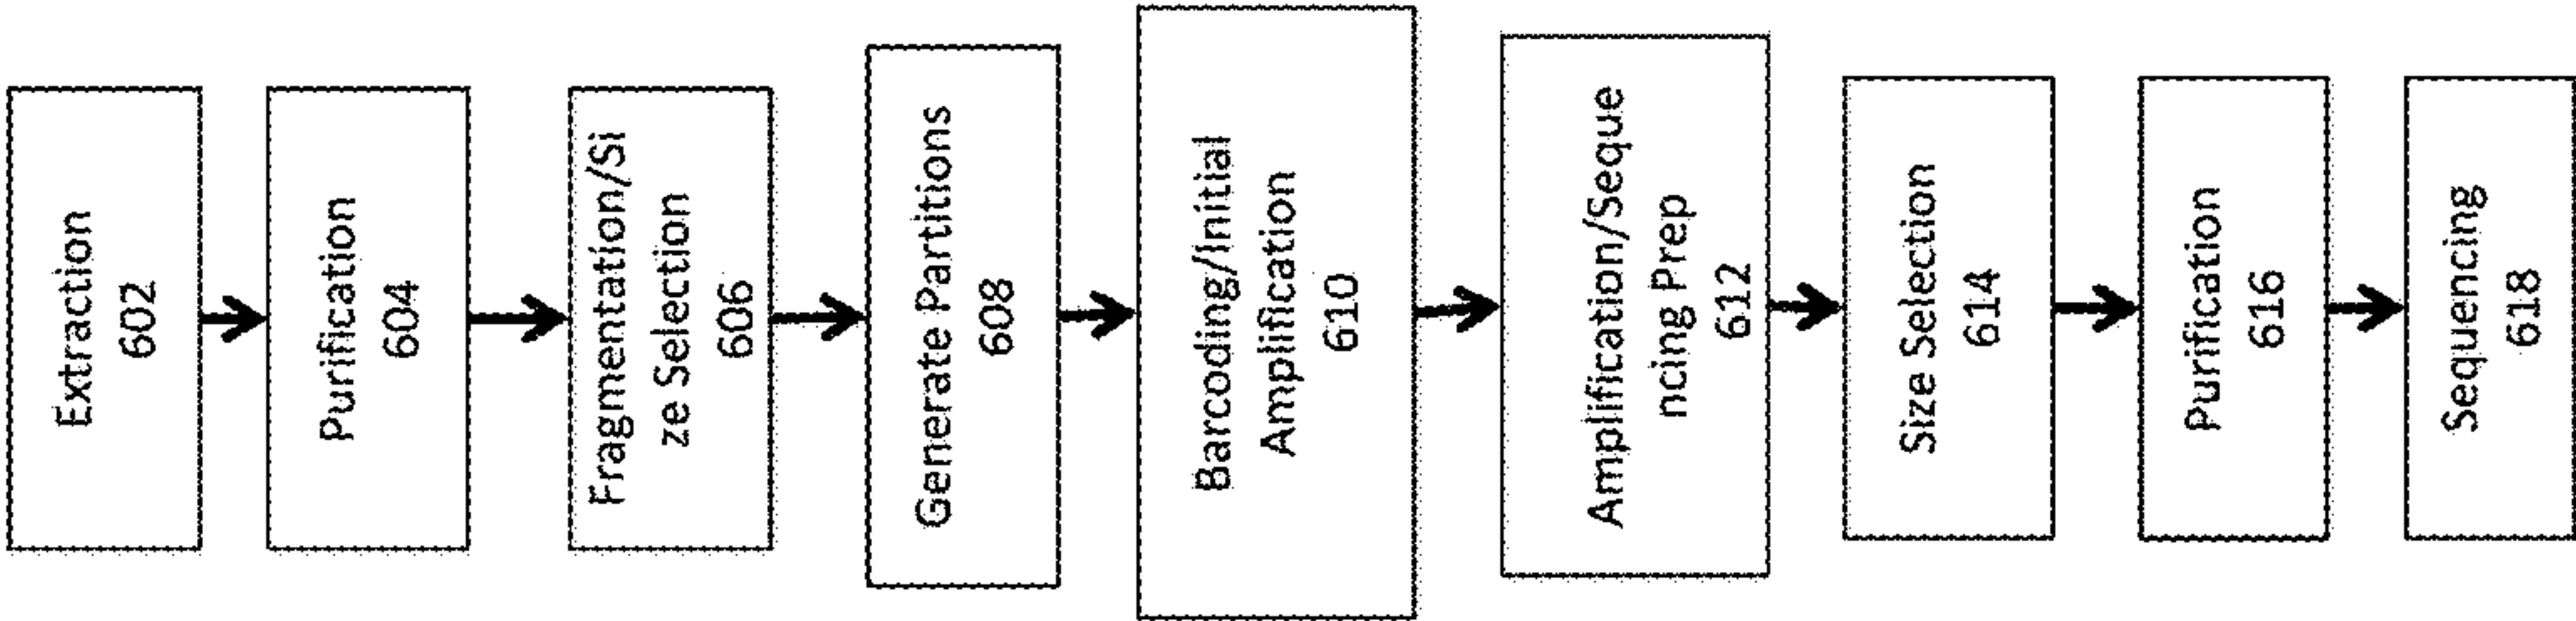 Extraction
602
Purification
604
Fragmentation/Si
ze Selection
606
Generate Partitions
608
Barcoding/Initial
Amplification
610
Amplification/Seque
ncing Prep
612
Size Selection
614
Purification
616
Sequencing
618